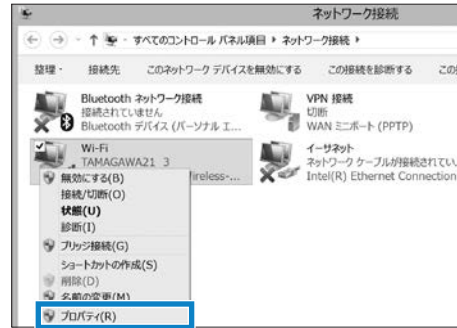 ネットワーク接続
すべてのコントロール パネル項目 ネットワーク接続
整理 接続先 このネットワーク デバイスを無効にする この接続を診断する
Bluetooth ネットワーク接続
接続されていません
Bluetooth デバイス (パーソナル エ...
VPN 接続
切断
WAN ミニポート (PPTP)
Wi-Fi
TAMAGAWA21 3
ireless-...
イーサネット
ネットワーク ケーブルが接続されてい
Intel(R) Ethernet Connection
無効にする(B)
接続/切断(O)
状態(U)
診断(I)
ブリッジ接続(G)
ショートカットの作成(S)
削除(D)
名前の変更(M)
プロパティ(R)